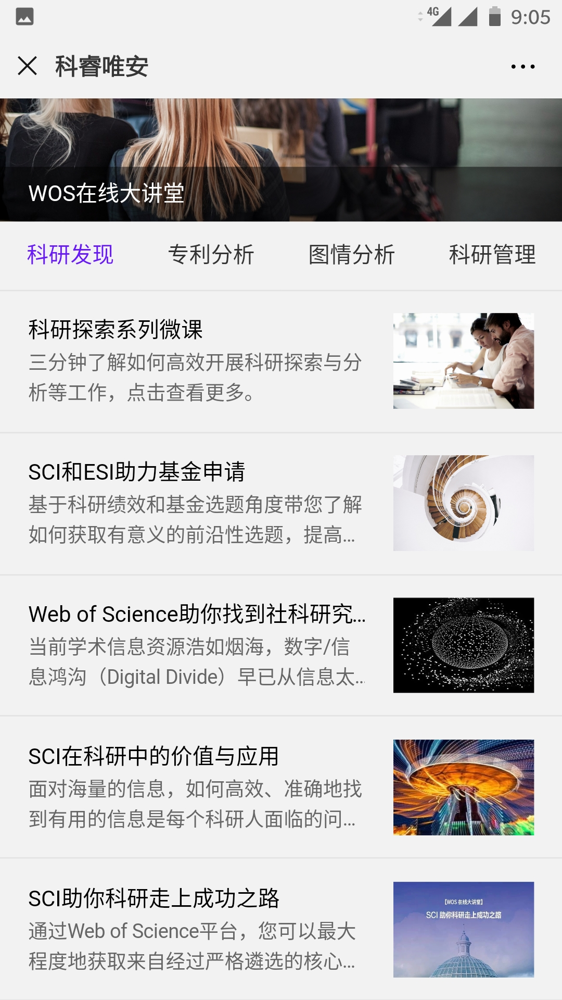 4G 9:05
科睿唯安
WOS在线大讲堂
科研发现 专利分析 图情分析 科研管理
科研探索系列微课
三分钟了解如何高效开展科研探索与分
析等工作，点击查看更多。
SCI和ESI助力基金申请
基于科研绩效和基金选题角度带您了解
如何获取有意义的前沿性选题，提高...
Web of Science助你找到社科研究...
当前学术信息资源浩如烟海，数字/信
息鸿沟（Digital Divide）早已从信息太...
SCI在科研中的价值与应用
面对海量的信息，如何高效、准确地找
到有用的信息是每个科研人面临的问...
SCI助你科研走上成功之路
通过Web of Science平台，您可以最大
程度地获取来自经过严格遴选的核心...
【WOS 在线大讲堂】
SCI 助你科研走上成功之路